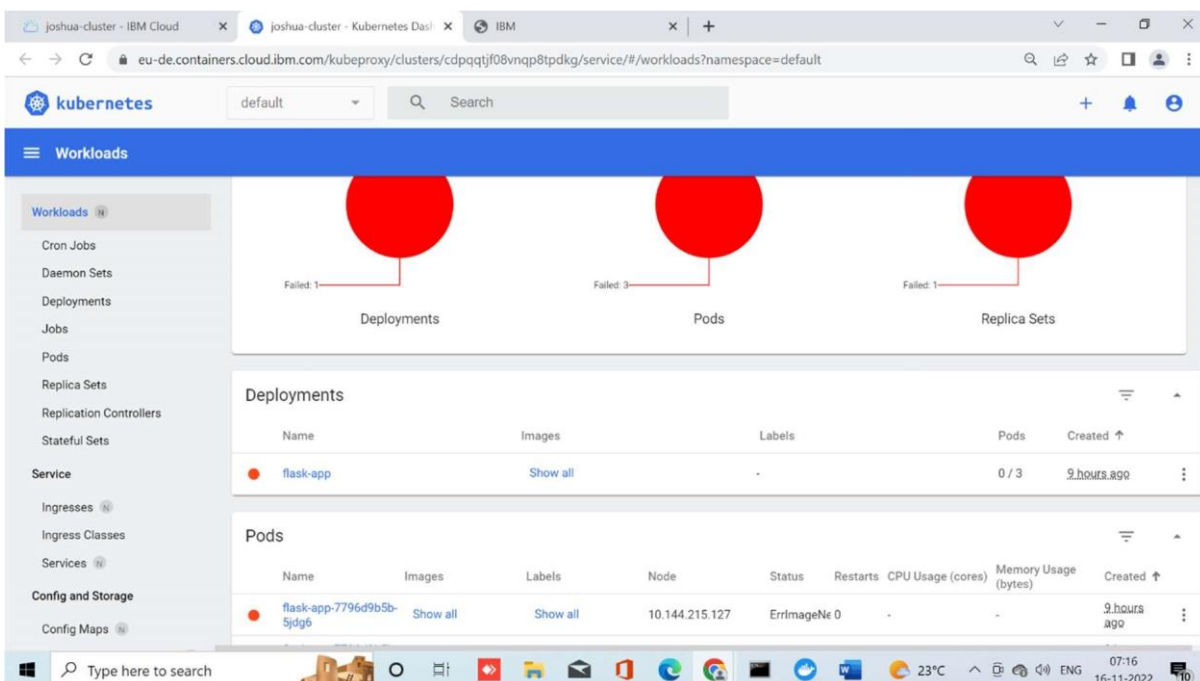 joshua-cluster - IBM Cloud
joshua-cluster - Kubernetes Dash
IBM
eu-de.containers.cloud.ibm.com/kubeproxy/clusters/cdpqqtjf08vnqp8tpdkg/service/#/workloads?namespace=default
kubernetes
default
Search
Workloads
Workloads N
Cron Jobs
Daemon Sets
Deployments
Jobs
Pods
Replica Sets
Replication Controllers
Stateful Sets
Service
Ingresses N
Ingress Classes
Services N
Config and Storage
Config Maps N
Failed: 1
Failed: 3
Failed: 1
Deployments
Pods
Replica Sets
Deployments
Name Images Labels Pods Created
flask-app Show all - 0 / 3 9 hours ago
Pods
Name Images Labels Node Status Restarts CPU Usage (cores) Memory Usage (bytes) Created
flask-app-7796d9b5b-5jdg6 Show all Show all 10.144.215.127 ErrImageNe 0 - - 9 hours ago
Type here to search
23°C
ENG
07:16
16-11-2022
10